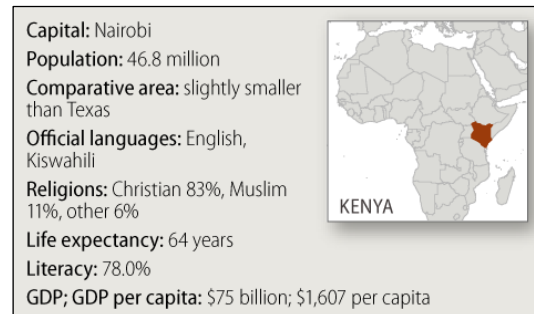 Capital: Nairobi
Population: 46.8 million
Comparative area: slightly smaller
than Texas
Official languages: English,
Kiswahili
Religions: Christian 83%, Muslim
11%, other 6%
Life expectancy: 64 years
Literacy: 78.0%
GDP; GDP per capita: $75 billion; $1,607 per capita
KENYA